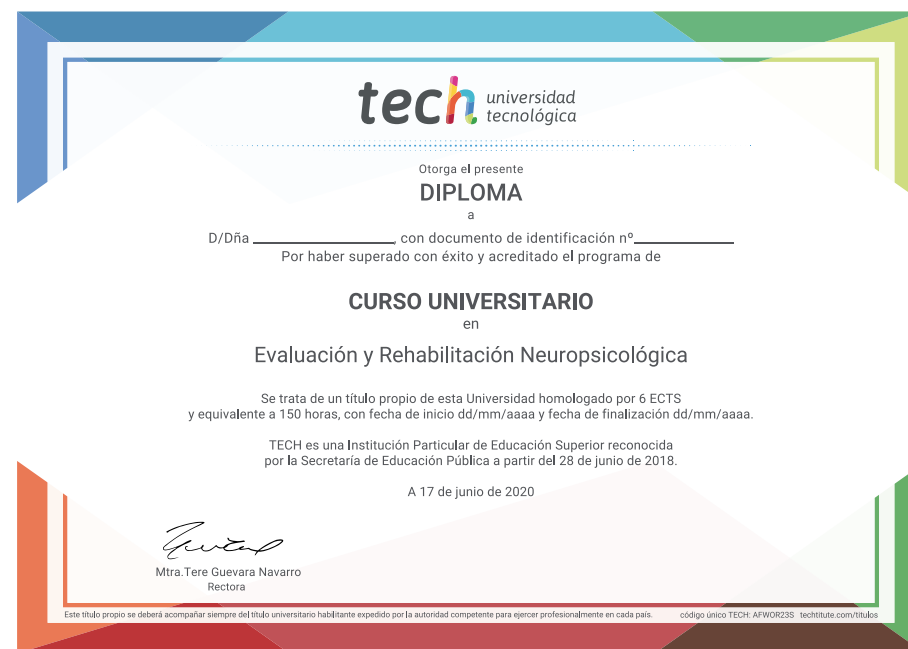 tech universidad
tecnológica
Otorga el presente
DIPLOMA
a
D/Dña ____________________, con documento de identificación nº______________
Por haber superado con éxito y acreditado el programa de
CURSO UNIVERSITARIO
en
Evaluación y Rehabilitación Neuropsicológica
Se trata de un título propio de esta Universidad homologado por 6 ECTS
y equivalente a 150 horas, con fecha de inicio dd/mm/aaaa y fecha de finalización dd/mm/aaaa.
TECH es una Institución Particular de Educación Superior reconocida
por la Secretaría de Educación Pública a partir del 28 de junio de 2018.
A 17 de junio de 2020
Mtra.Tere Guevara Navarro
Rectora
Este título propio se deberá acompañar siempre del título universitario habilitante expedido por la autoridad competente para ejercer profesionalmente en cada país. código único TECH: AFWOR23S techtitute.com/titulos